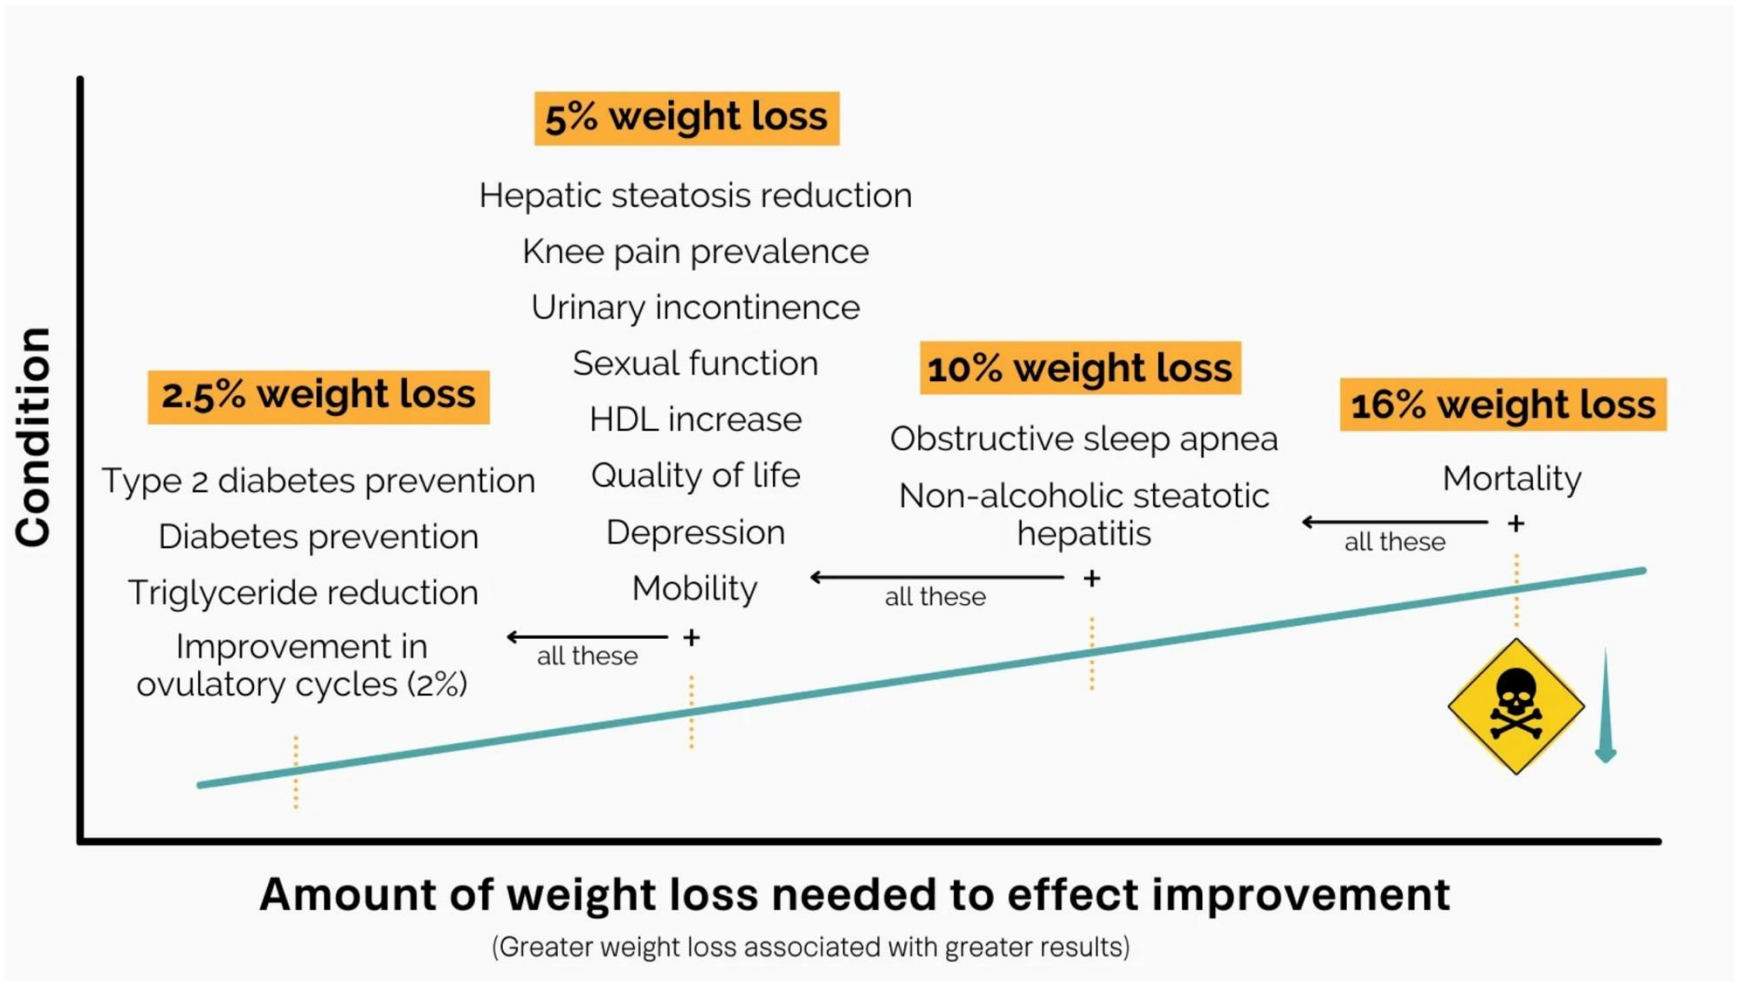 Condition
2.5% weight loss
Type 2 diabetes prevention
Diabetes prevention
Triglyceride reduction
Improvement in
ovulatory cycles (2%)
5% weight loss
Hepatic steatosis reduction
Knee pain prevalence
Urinary incontinence
Sexual function
HDL increase
Quality of life
Depression
Mobility
+
all these
10% weight loss
Obstructive sleep apnea
Non-alcoholic steatotic
hepatitis
+
all these
16% weight loss
Mortality
+
all these
Amount of weight loss needed to effect improvement
(Greater weight loss associated with greater results)